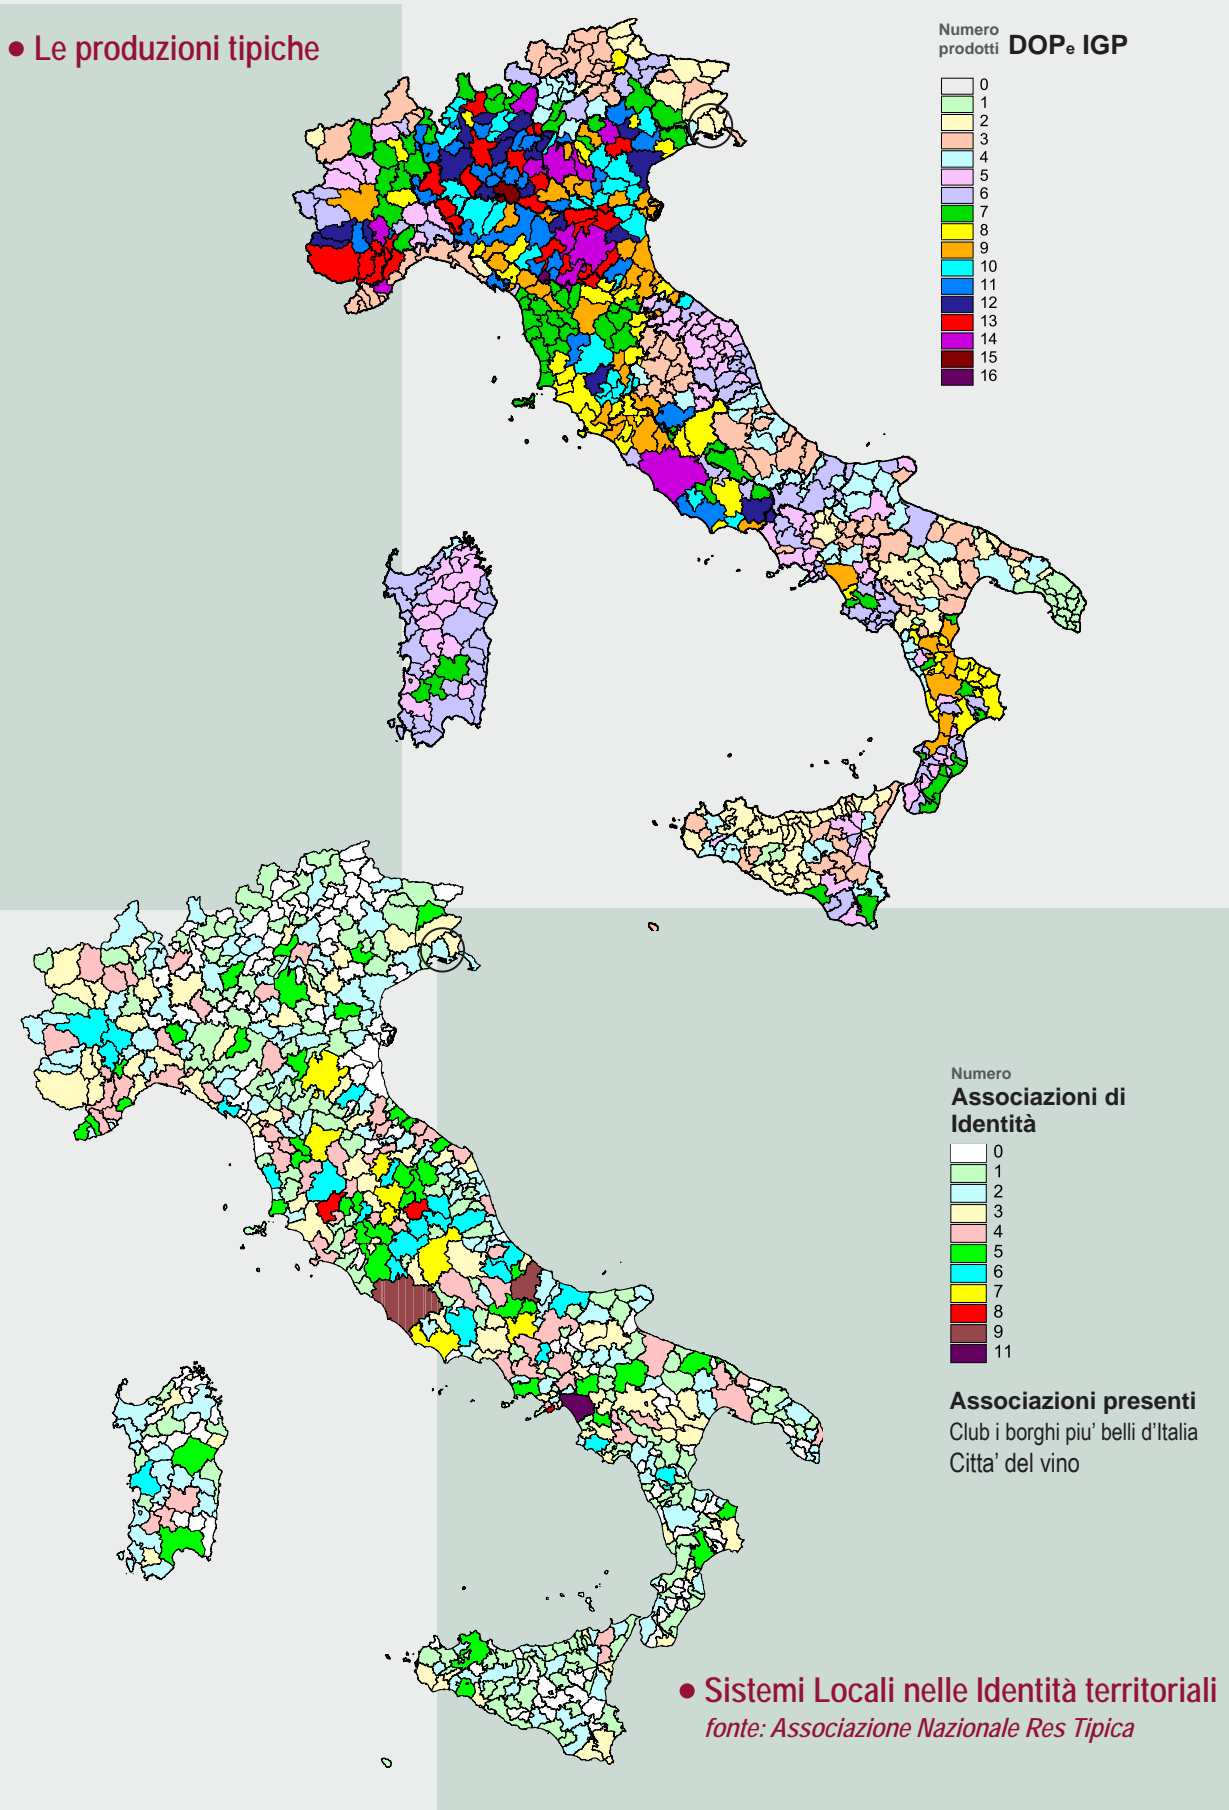 • Le produzioni tipiche
Numero
prodotti DOPe IGP
0
1
2
3
4
5
6
7
8
9
10
11
12
13
14
15
16
Numero
Associazioni di
Identità
0
1
2
3
4
5
6
7
8
9
11
Associazioni presenti
Club i borghi piu' belli d'Italia
Citta' del vino
• Sistemi Locali nelle Identità territoriali
fonte: Associazione Nazionale Res Tipica